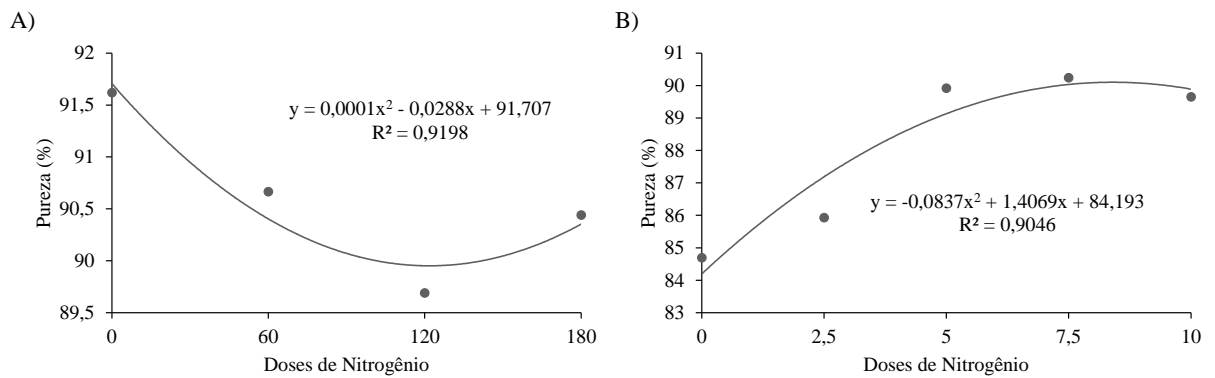 A)
92
91,5
91
90,5
90
89,5
0
60
120
180
Pureza (%)
Doses de Nitrogênio
y = 0,0001x² - 0,0288x + 91,707
R² = 0,9198
B)
91
90
89
88
87
86
85
84
83
0
2,5
5
7,5
10
Pureza (%)
Doses de Nitrogênio
y = -0,0837x² + 1,4069x + 84,193
R² = 0,9046